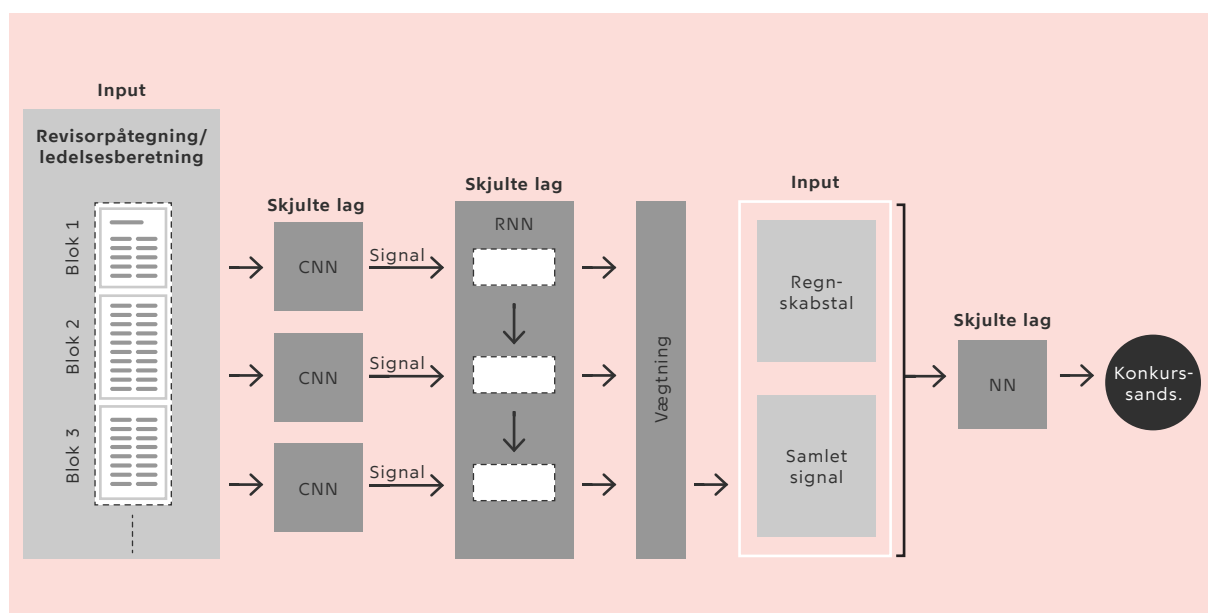 Input
Revisorpåtegning/
ledelsesberetning
Blok 1
Blok 2
Blok 3
Skjulte lag
CNN
CNN
CNN
Signal
Signal
Signal
Skjulte lag
RNN
Vægtning
Input
Regn-
skabstal
Samlet
signal
Skjulte lag
NN
Konkurs-
sands.